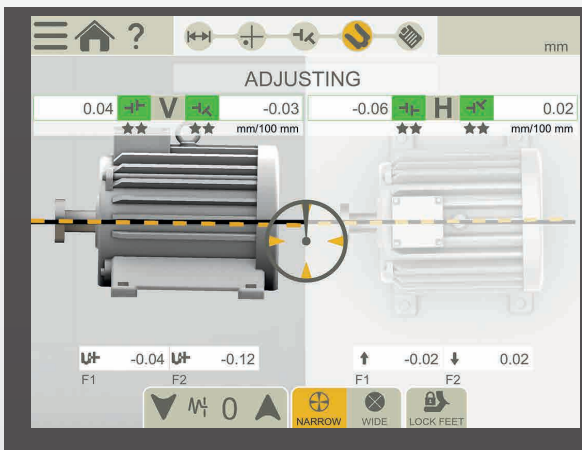 ?
mm
ADJUSTING
0.04 V -0.03 -0.06 H 0.02
★★ ★★ mm/100 mm ★★ ★★ mm/100 mm
-0.04 -0.12 -0.02 0.02
F1 F2 F1 F2
0 NARROW WIDE LOCK FEET